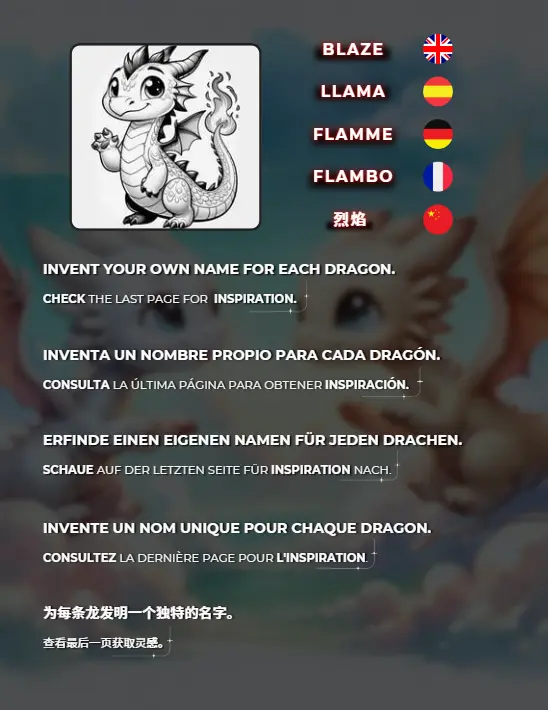 BLAZE
LLAMA
FLAMME
FLAMBO
烈焰
INVENT YOUR OWN NAME FOR EACH DRAGON.
CHECK THE LAST PAGE FOR INSPIRATION.
INVENTA UN NOMBRE PROPIO PARA CADA DRAGÓN.
CONSULTA LA ÚLTIMA PÁGINA PARA OBTENER INSPIRACIÓN.
ERFINDE EINEN EIGENEN NAMEN FÜR JEDEN DRACHEN.
SCHAUE AUF DER LETZTEN SEITE FÜR INSPIRATION NACH.
INVENTE UN NOM UNIQUE POUR CHAQUE DRAGON.
CONSULTEZ LA DERNIÈRE PAGE POUR L'INSPIRATION.
为每条龙发明一个独特的名字。
查看最后一页获取灵感。